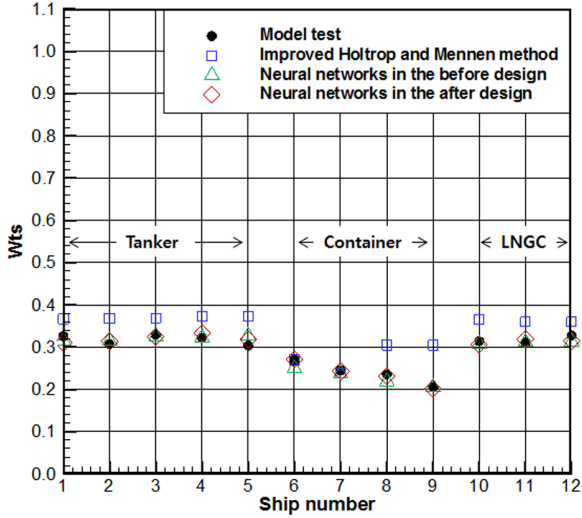 1.1
1.0
0.9
0.8
0.7
0.6
0.5
0.4
0.3
0.2
0.1
0.0
Wts
Model test
Improved Holtrop and Mennen method
Neural networks in the before design
Neural networks in the after design
Tanker
Container
LNGC
1 2 3 4 5 6 7 8 9 10 11 12
Ship number